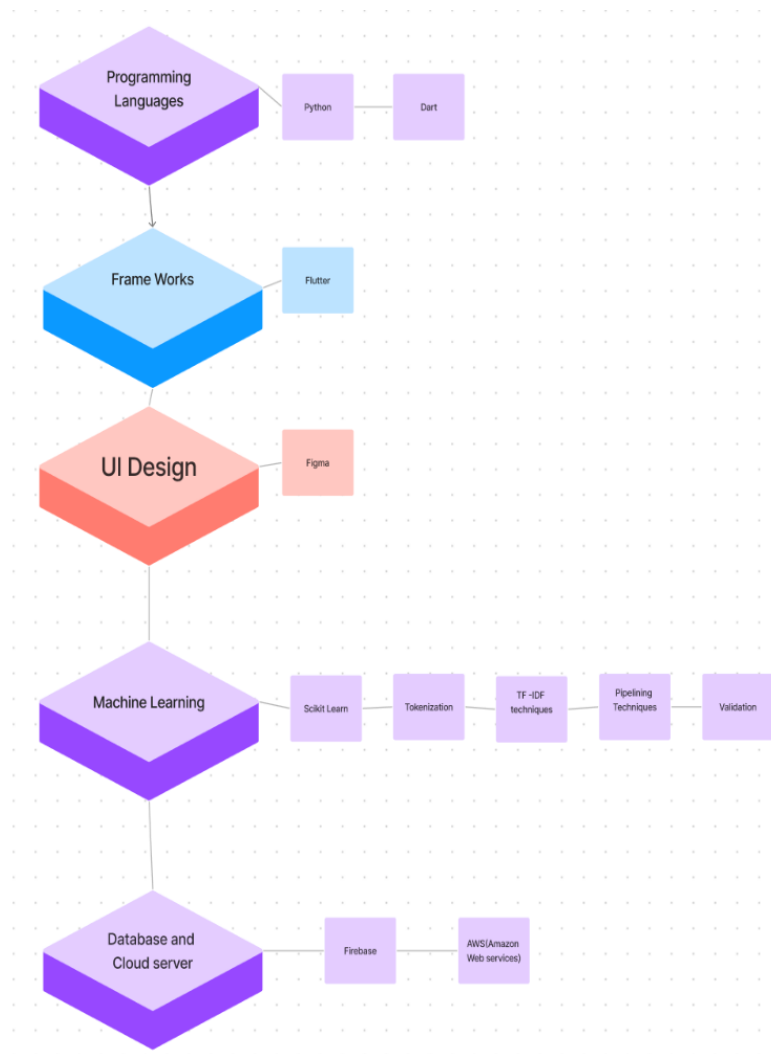 Programming
Languages
Python
Dart
Frame Works
Flutter
UI Design
Figma
Machine Learning
Scikit Learn
Tokenization
TF -IDF
techniques
Pipelining
Techniques
Validation
Database and
Cloud server
Firebase
AWS(Amazon
Web services)